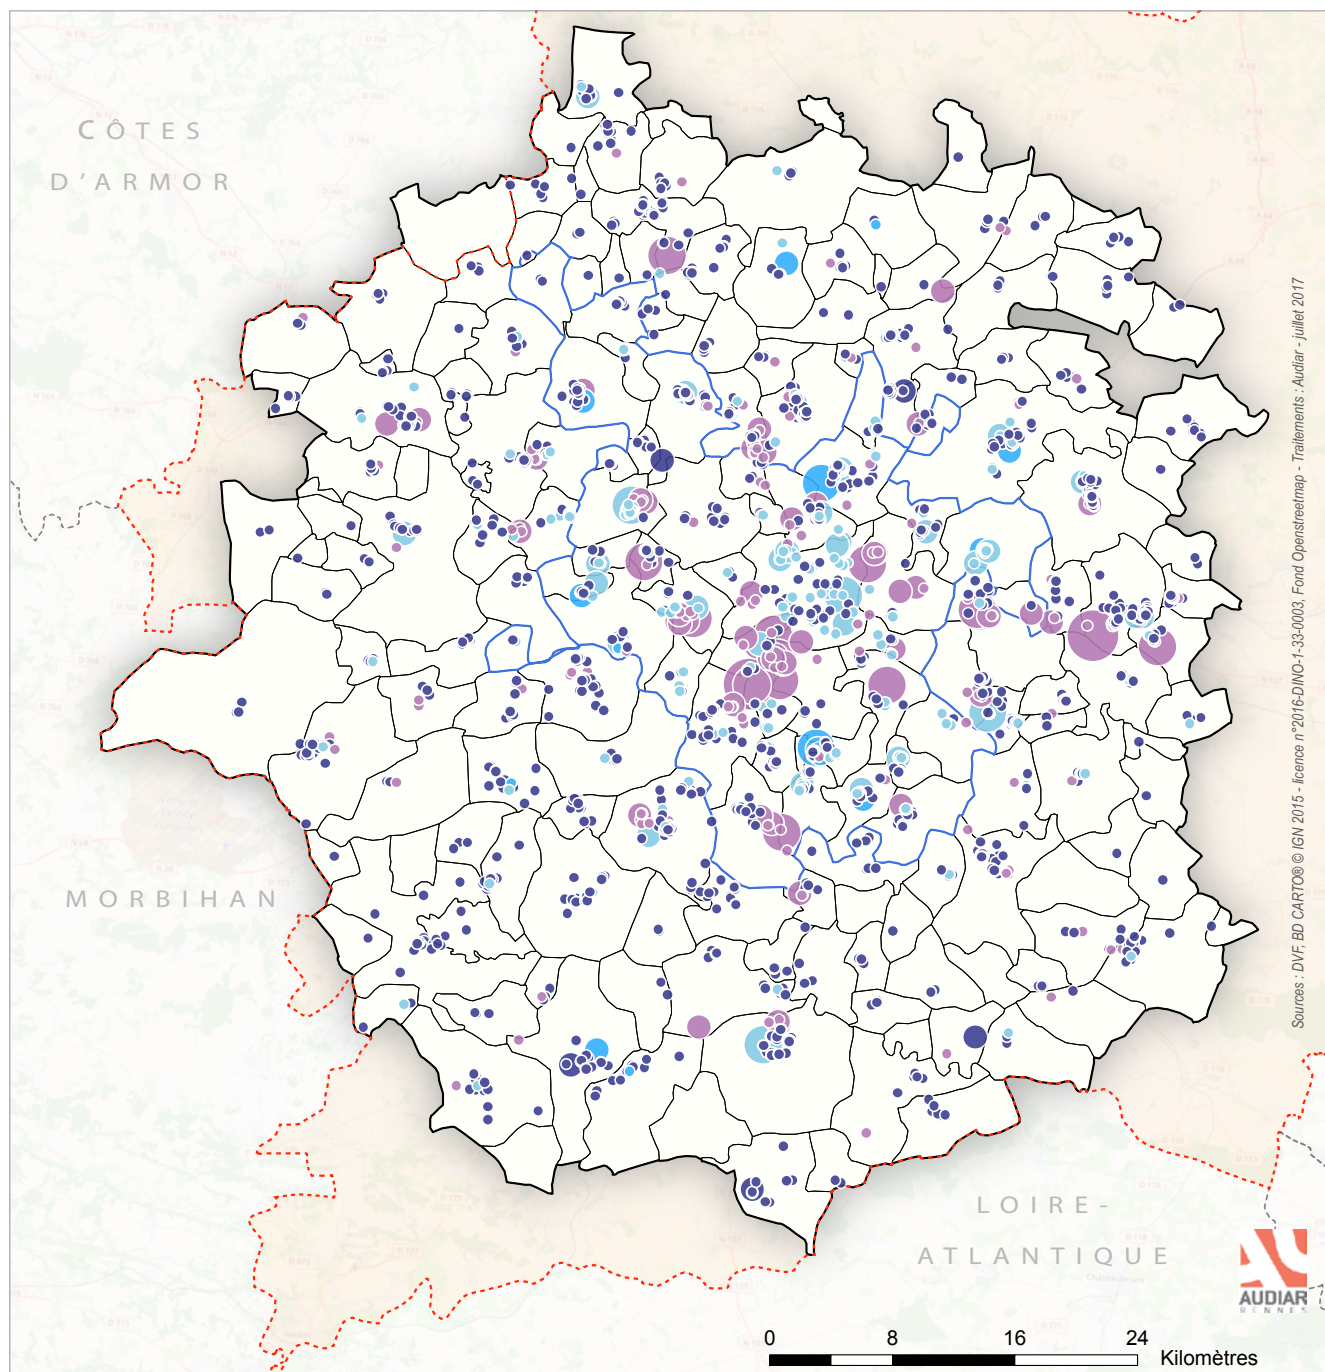 CÔTES
D'ARMOR
MORBIHAN
LOIRE-
ATLANTIQUE
Sources : DVF, BD CARTO® © IGN 2015 - licence n°2016-DINO-1-33-0003, Fond Openstreetmap - Traitements : Audiar - juillet 2017
AUDIAR
RENNES
0 8 16 24
Kilomètres